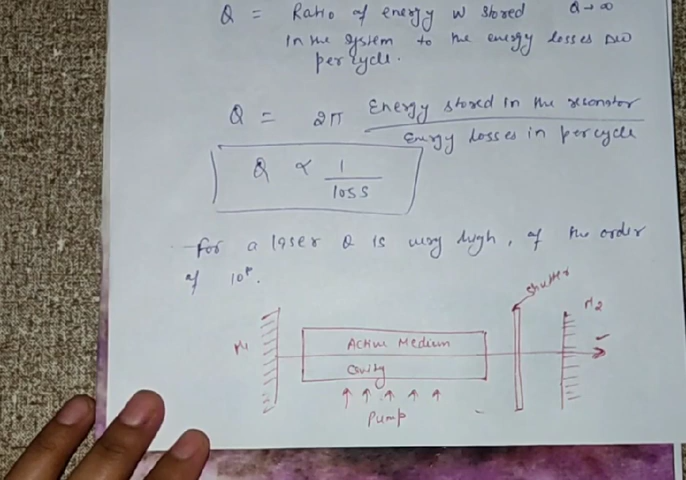 Q = Ratio of energy W stored Q→∞
In the system to the energy losses ΔW
per cycle.
Q = 2π Energy stored in the resonator
Energy losses in per cycle
Q ∝ 1
loss
- For a laser Q is very high, of the order
of 10⁸.
Shutter
M2
M1
Active Medium
Cavity
Pump